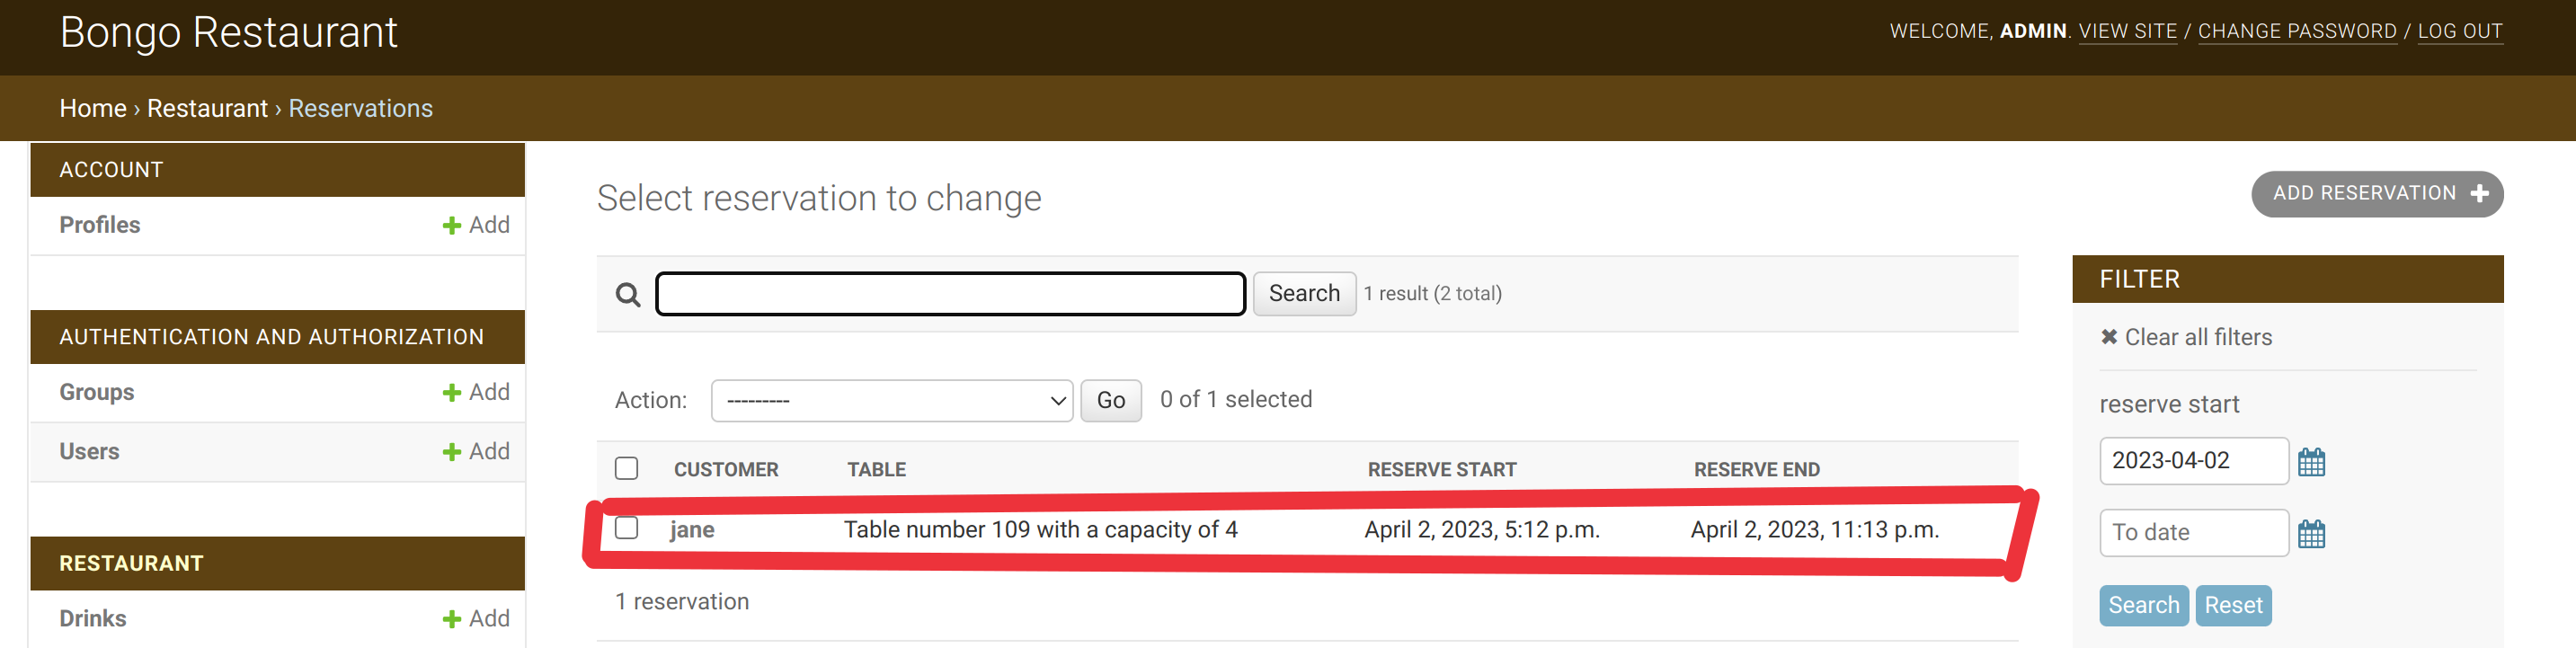 Bongo Restaurant
WELCOME, ADMIN. VIEW SITE / CHANGE PASSWORD / LOG OUT
Home › Restaurant › Reservations
ACCOUNT
Profiles + Add
AUTHENTICATION AND AUTHORIZATION
Groups + Add
Users + Add
RESTAURANT
Drinks + Add
Select reservation to change
ADD RESERVATION +
Search 1 result (2 total)
Action: --------- Go 0 of 1 selected
CUSTOMER TABLE RESERVE START RESERVE END
jane Table number 109 with a capacity of 4 April 2, 2023, 5:12 p.m. April 2, 2023, 11:13 p.m.
1 reservation
FILTER
✖ Clear all filters
reserve start
2023-04-02
To date
Search Reset